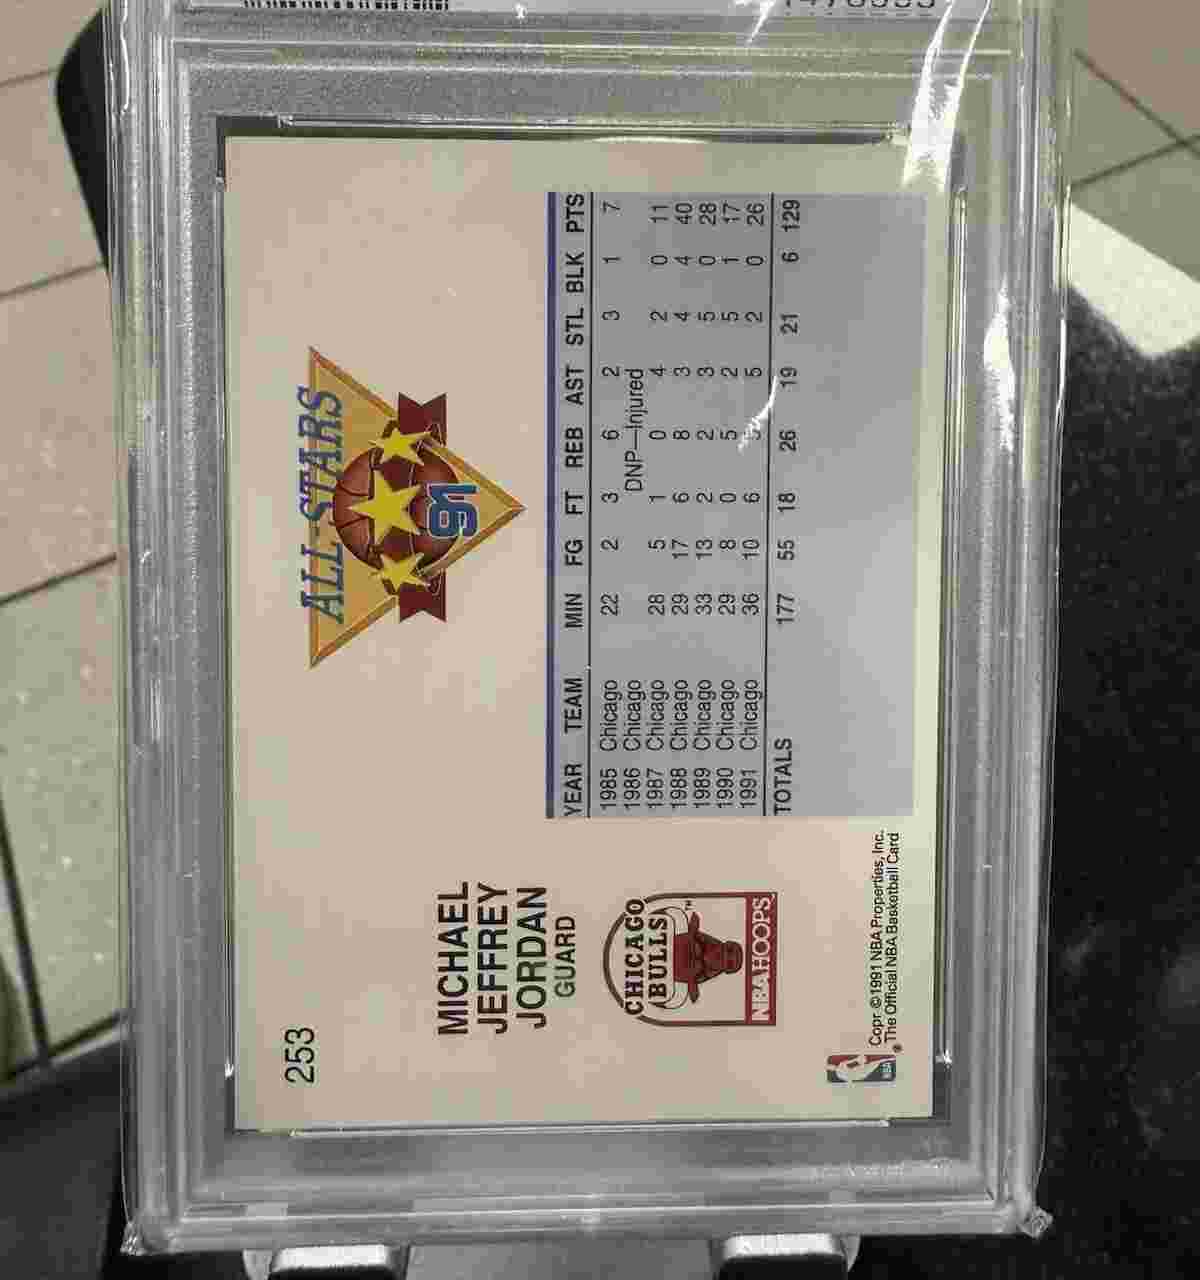 253
ALL-STARS
91
MICHAEL
JEFFREY
JORDAN
GUARD
CHICAGO
BULLS™
NBA HOOPS
YEAR TEAM MIN FG FT REB AST STL BLK PTS
1985 Chicago 22 2 3 6 2 3 1 7
1986 Chicago DNP—Injured
1987 Chicago 28 5 1 0 4 2 0 11
1988 Chicago 29 17 6 8 3 4 4 40
1989 Chicago 33 13 2 2 3 5 0 28
1990 Chicago 29 8 0 5 2 5 1 17
1991 Chicago 36 10 6 5 5 2 0 26
TOTALS 177 55 18 26 19 21 6 129
NBA
Copr. ©1991 NBA Properties, Inc.
® The Official NBA Basketball Card